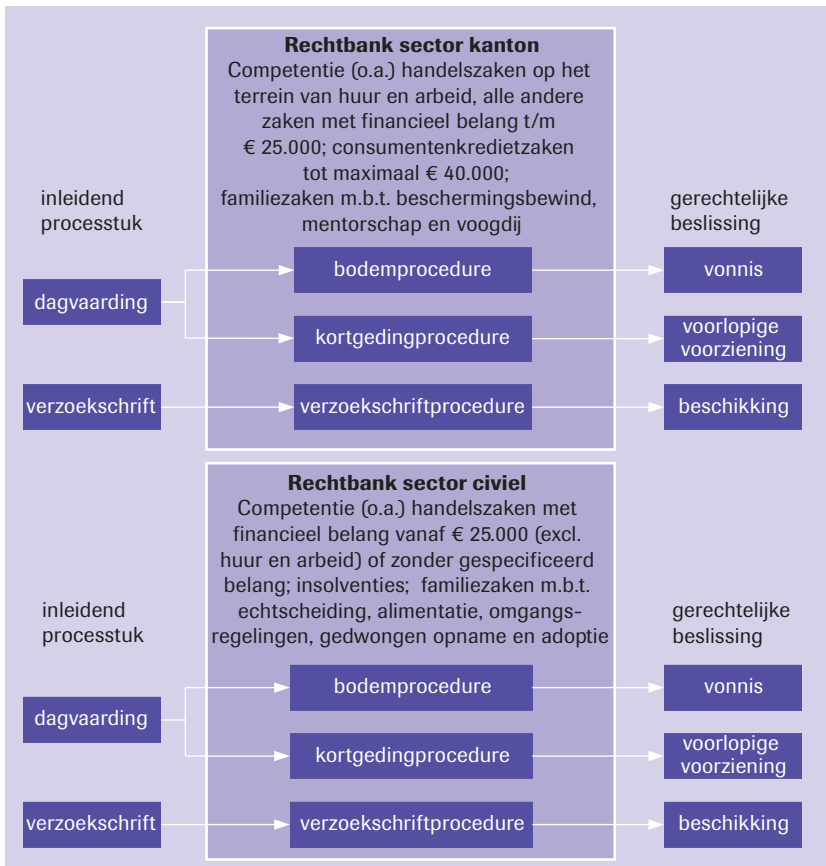 Rechtbank sector kanton
Competentie (o.a.) handelszaken op het
terrein van huur en arbeid, alle andere
zaken met financieel belang t/m
€ 25.000; consumentenkredietzaken
tot maximaal € 40.000;
familiezaken m.b.t. beschermingsbewind,
mentorschap en voogdij
inleidend
processtuk
gerechtelijke
beslissing
dagvaarding
bodemprocedure
vonnis
kortgedingprocedure
voorlopige
voorziening
verzoekschrift
verzoekschriftprocedure
beschikking
Rechtbank sector civiel
Competentie (o.a.) handelszaken met
financieel belang vanaf € 25.000 (excl.
huur en arbeid) of zonder gespecificeerd
belang; insolventies; familiezaken m.b.t.
echtscheiding, alimentatie, omgangs-
regelingen, gedwongen opname en adoptie
inleidend
processtuk
gerechtelijke
beslissing
dagvaarding
bodemprocedure
vonnis
kortgedingprocedure
voorlopige
voorziening
verzoekschrift
verzoekschriftprocedure
beschikking